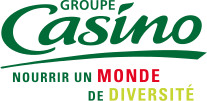 GROUPE
Casino
NOURRIR UN MONDE
DE DIVERSITÉ